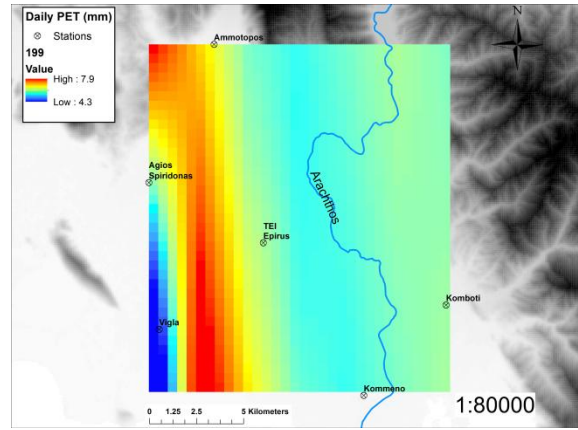 Daily PET (mm)
Stations
199
Value
High : 7.9
Low : 4.3
Ammotopos
N
Agios
Spiridonas
Arachthos
TEI
Epirus
Komboti
Vigla
Kommeno
0 1.25 2.5 5 Kilometers
1:80000